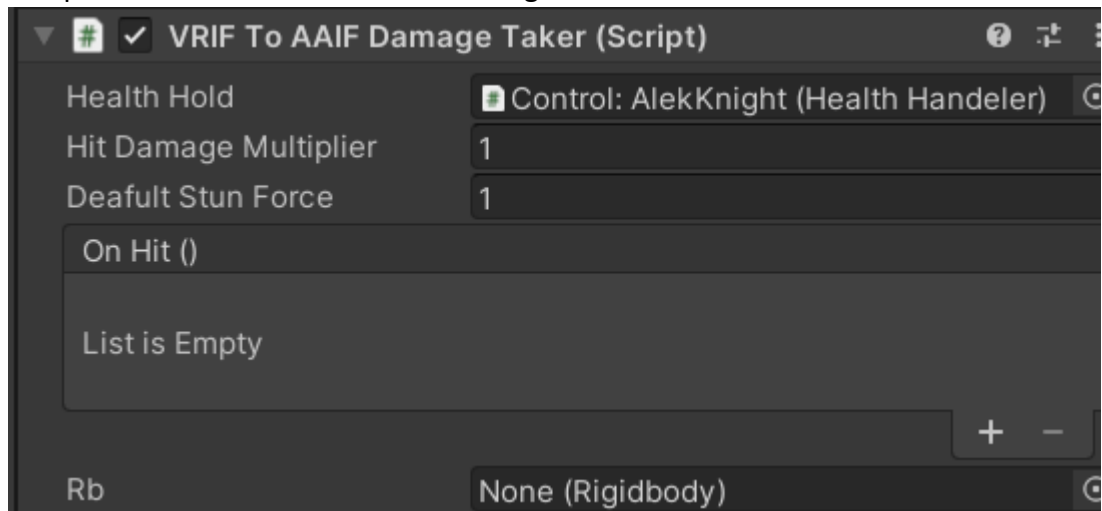 VRIF To AAIF Damage Taker (Script)
Health Hold Control: AlekKnight (Health Handeler)
Hit Damage Multiplier 1
Deafult Stun Force 1
On Hit ()
List is Empty
Rb None (Rigidbody)